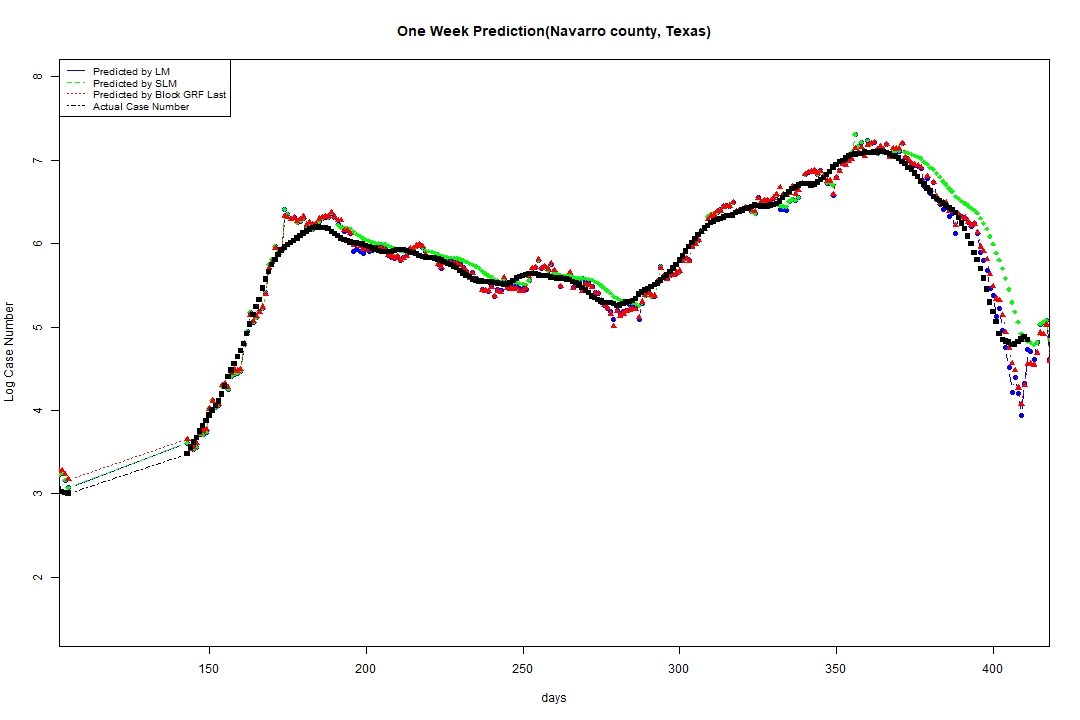 One Week Prediction(Navarro county, Texas)
Predicted by LM
Predicted by SLM
Predicted by Block GRF Last
Actual Case Number
8
7
6
5
4
3
2
Log Case Number
150 200 250 300 350 400
days